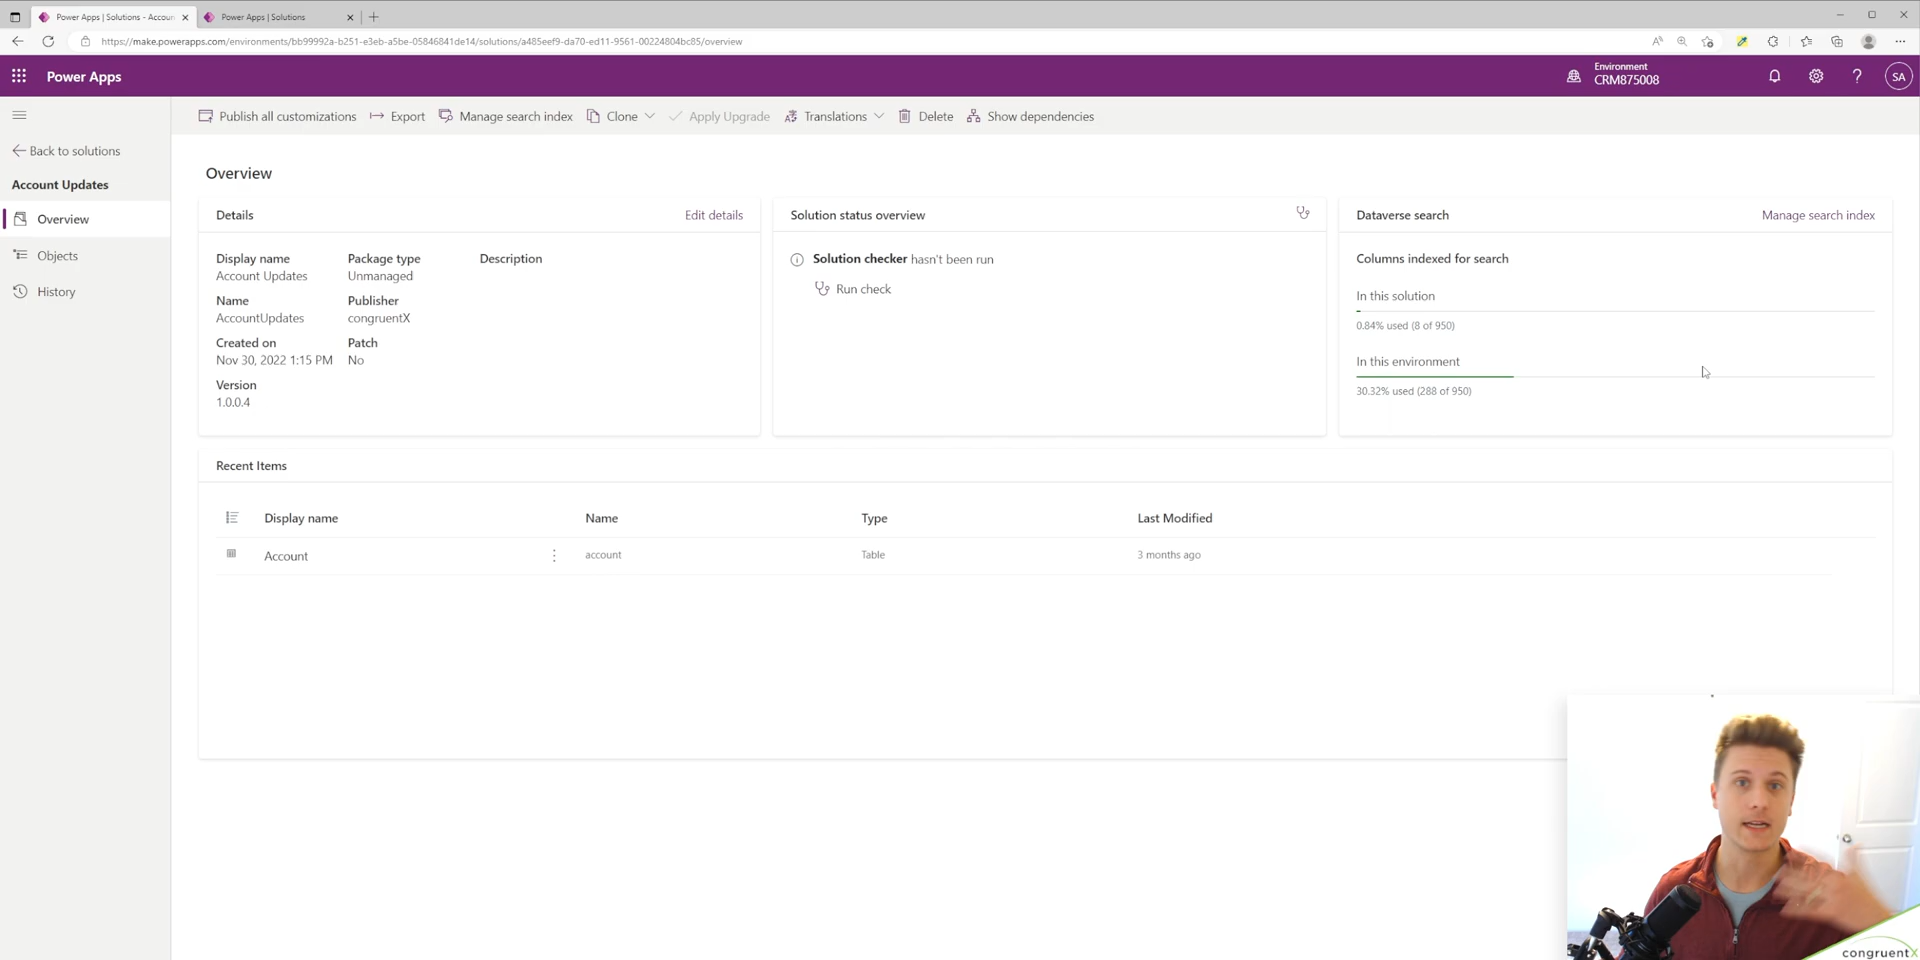 Power Apps | Solutions - Accoun
Power Apps | Solutions
https://make.powerapps.com/environments/bb99992a-b251-e3eb-a5be-05846841de14/solutions/a485eef9-da70-ed11-9561-00224804bc85/overview
Power Apps
Environment
CRM875008
SA
Publish all customizations
Export
Manage search index
Clone
Apply Upgrade
Translations
Delete
Show dependencies
Back to solutions
Account Updates
Overview
Objects
History
Overview
Details
Edit details
Display name
Account Updates
Package type
Unmanaged
Description
Name
AccountUpdates
Publisher
congruentX
Created on
Nov 30, 2022 1:15 PM
Patch
No
Version
1.0.0.4
Solution status overview
Solution checker hasn't been run
Run check
Dataverse search
Manage search index
Columns indexed for search
In this solution
0.84% used (8 of 950)
In this environment
30.32% used (288 of 950)
Recent Items
Display name Name Type Last Modified
Account account Table 3 months ago
congruentX